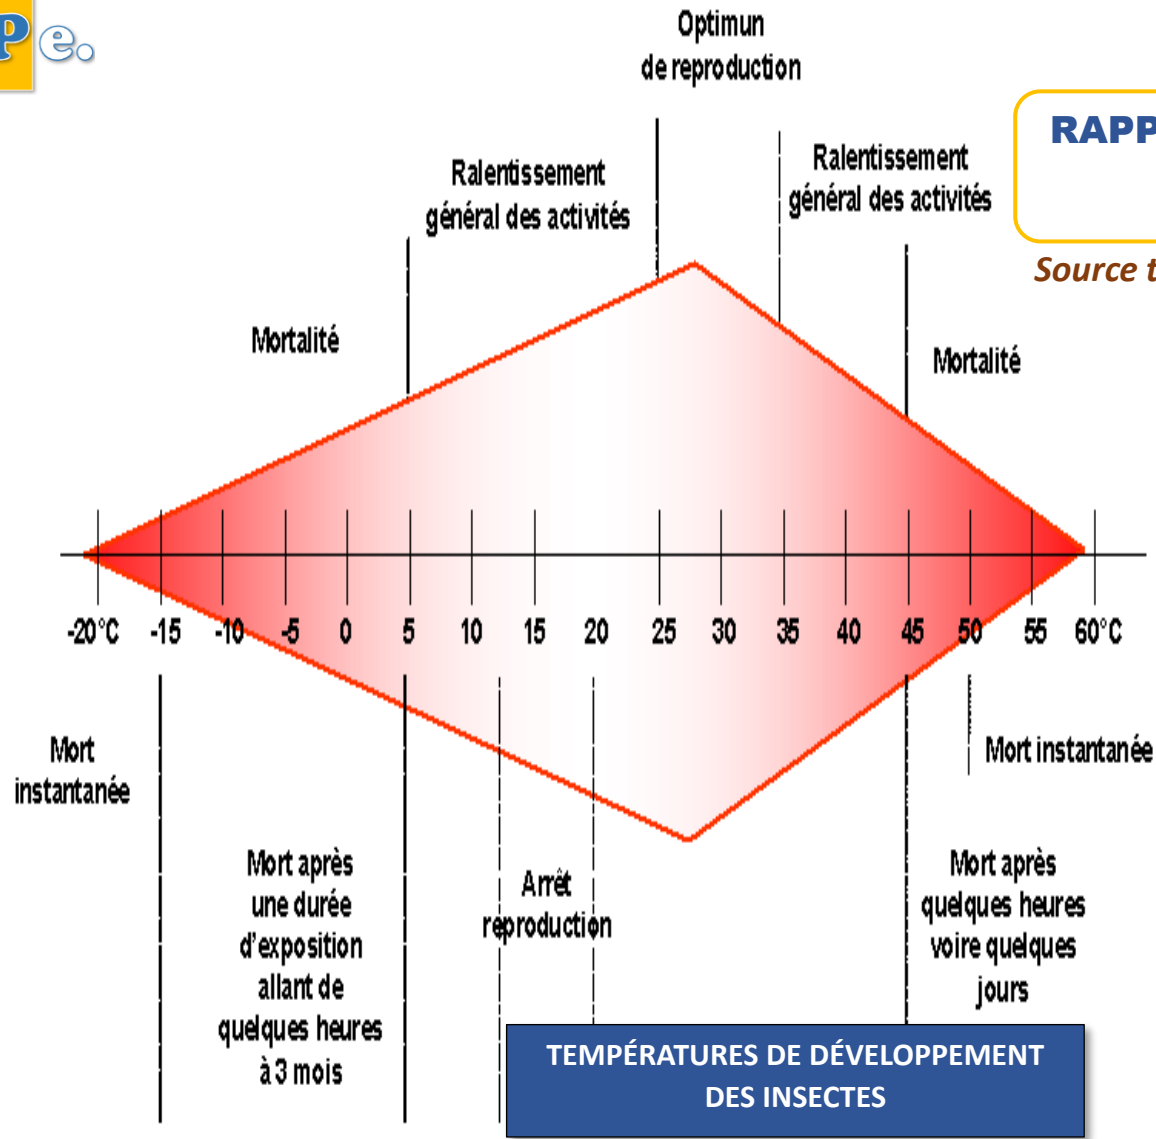 P e.
Optimun
de reproduction
RAPP
Source t
Ralentissement
général des activités
Ralentissement
général des activités
Mortalité
Mortalité
-20°C -15 -10 -5 0 5 10 15 20 25 30 35 40 45 50 55 60°C
Mort
instantanée
Mort instantanée
Mort après
une durée
d'exposition
allant de
quelques heures
à 3 mois
Arrêt
reproduction
Mort après
quelques heures
voire quelques
jours
TEMPÉRATURES DE DÉVELOPPEMENT
DES INSECTES